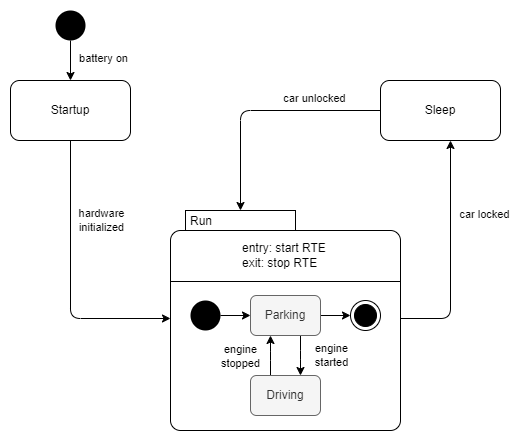 battery on
Startup
Sleep
car unlocked
hardware
initialized
car locked
Run
entry: start RTE
exit: stop RTE
Parking
engine
stopped
engine
started
Driving